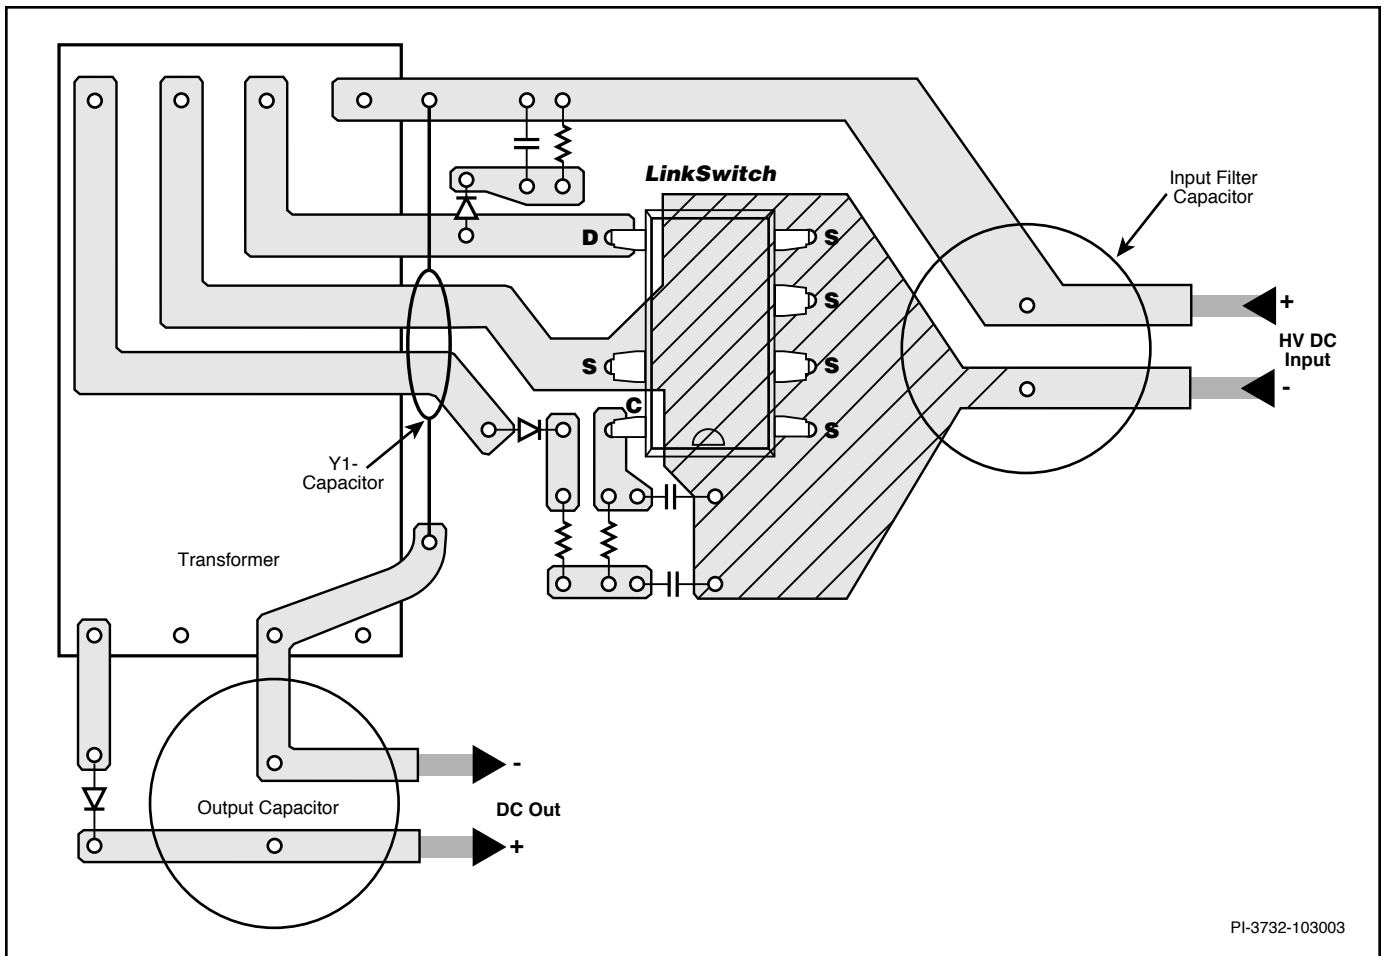 LinkSwitch
Input Filter
Capacitor
D
S
S
+
HV DC
Input
-
S
S
C
S
Y1-
Capacitor
Transformer
-
Output Capacitor
DC Out
+
PI-3732-103003